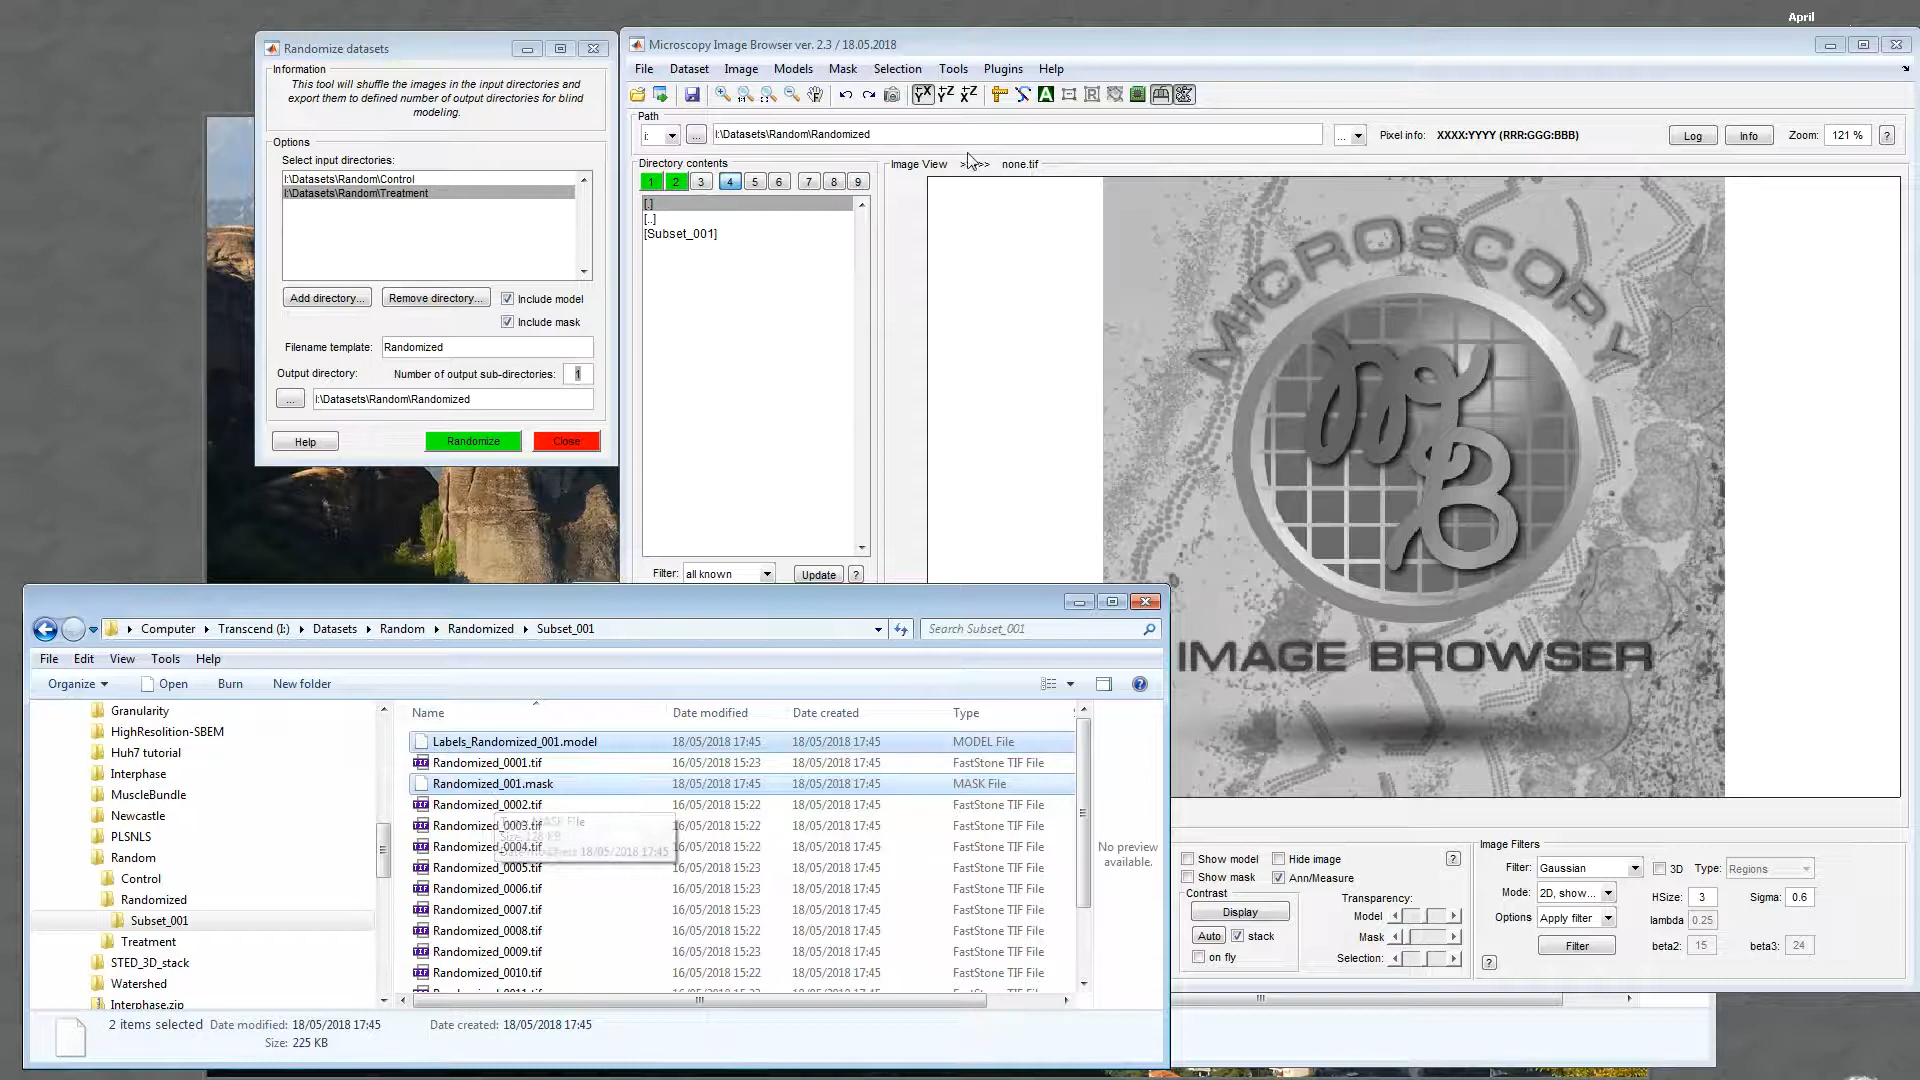 April
Randomize datasets
Information
This tool will shuffle the images in the input directories and
export them to defined number of output directories for blind
modeling.
Options
Select input directories:
I:\Datasets\Random\Control
I:\Datasets\Random\Treatment
Add directory...
Remove directory...
Include model
Include mask
Filename template:
Randomized
Output directory:
Number of output sub-directories:
1
...
I:\Datasets\Random\Randomized
Help
Randomize
Close
Microscopy Image Browser ver. 2.3 / 18.05.2018
File Dataset Image Models Mask Selection Tools Plugins Help
Path
i:
...
I:\Datasets\Random\Randomized
...
Pixel info: XXXX:YYYY (RRR:GGG:BBB)
Log
Info
Zoom: 121 %
?
Directory contents
1 2 3 4 5 6 7 8 9
[.]
[..]
[Subset_001]
Filter: all known
Update
?
Image View
none.tif
MICROSCOPY
MB
IMAGE BROWSER
Computer Transcend (I:) Datasets Random Randomized Subset_001
Search Subset_001
File Edit View Tools Help
Organize Open Burn New folder
Granularity
HighResolition-SBEM
Huh7 tutorial
Interphase
MuscleBundle
Newcastle
PLSNLS
Random
Control
Randomized
Subset_001
Treatment
STED_3D_stack
Watershed
Interphase.zip
Name Date modified Date created Type
Labels_Randomized_001.model 18/05/2018 17:45 18/05/2018 17:45 MODEL File
Randomized_0001.tif 16/05/2018 15:23 18/05/2018 17:45 FastStone TIF File
Randomized_001.mask 18/05/2018 17:45 18/05/2018 17:45 MASK File
Randomized_0002.tif 16/05/2018 15:22 18/05/2018 17:45 FastStone TIF File
Randomized_0003.tif 16/05/2018 15:22 18/05/2018 17:45 FastStone TIF File
Randomized_0004.tif 16/05/2018 15:22 18/05/2018 17:45 FastStone TIF File
Randomized_0005.tif 16/05/2018 15:23 18/05/2018 17:45 FastStone TIF File
Randomized_0006.tif 16/05/2018 15:23 18/05/2018 17:45 FastStone TIF File
Randomized_0007.tif 16/05/2018 15:23 18/05/2018 17:45 FastStone TIF File
Randomized_0008.tif 16/05/2018 15:22 18/05/2018 17:45 FastStone TIF File
Randomized_0009.tif 16/05/2018 15:23 18/05/2018 17:45 FastStone TIF File
Randomized_0010.tif 16/05/2018 15:22 18/05/2018 17:45 FastStone TIF File
Type: MASK File
Size: 128 KB
18/05/2018 17:45
No preview
available.
2 items selected Date modified: 18/05/2018 17:45 Date created: 18/05/2018 17:45
Size: 225 KB
Show model
Hide image
?
Show mask
Ann/Measure
Contrast
Display
Auto
stack
on fly
Transparency:
Model
Mask
Selection:
Image Filters
Filter: Gaussian
3D Type: Regions
Mode: 2D, show...
HSize: 3 Sigma: 0.6
Options Apply filter
lambda 0.25
Filter
beta2: 15 beta3: 24
?